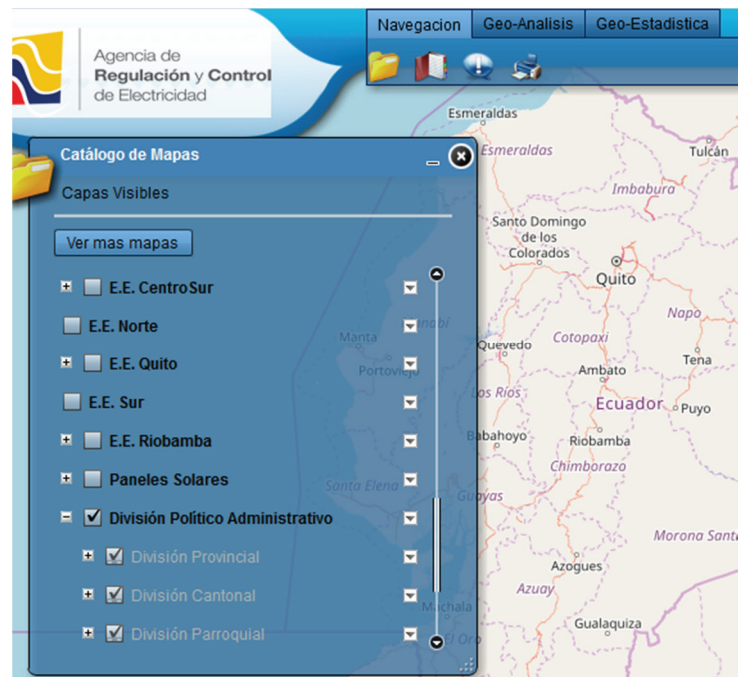 Navegacion Geo-Analisis Geo-Estadistica
Agencia de
Regulación y Control
de Electricidad
Catálogo de Mapas
Capas Visibles
Ver mas mapas
E.E. CentroSur
E.E. Norte
E.E. Quito
E.E. Sur
E.E. Riobamba
Paneles Solares
División Político Administrativo
División Provincial
División Cantonal
División Parroquial
Esmeraldas
Esmeraldas
Tulcán
Imbabura
Santo Domingo
de los
Colorados
Quito
Napo
Manta
Quevedo
Cotopaxi
Tena
Portoviejo
Ambato
Los Ríos
Ecuador
Puyo
Babahoyo
Riobamba
Chimborazo
Santa Elena
Guayas
Morona Sant
Azogues
Azuay
Machala
Gualaquiza
El Oro